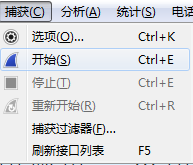 捕获(C) 分析(A) 统计(S)
选项(O)... Ctrl+K
开始(S) Ctrl+E
停止(T) Ctrl+E
重新开始(R) Ctrl+R
捕获过滤器(F)...
刷新接口列表 F5